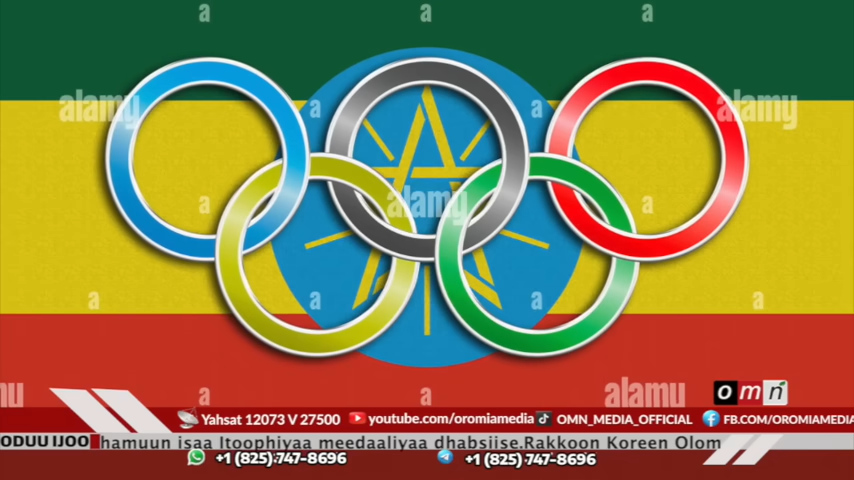 a a a
alamy a a alamy
a alamy a
a a a a
alamy a a alamy
omn
Yahsat 12073 V 27500 youtube.com/oromiamedia OMN_MEDIA_OFFICIAL FB.COM/OROMIAMEDIA
ODUU IJOO hamuun isaa Itoophiyaa meedaaliyaa dhabsiise.Rakkoon Koreen Olom
+1 (825) 747-8696 +1 (825) 747-8696